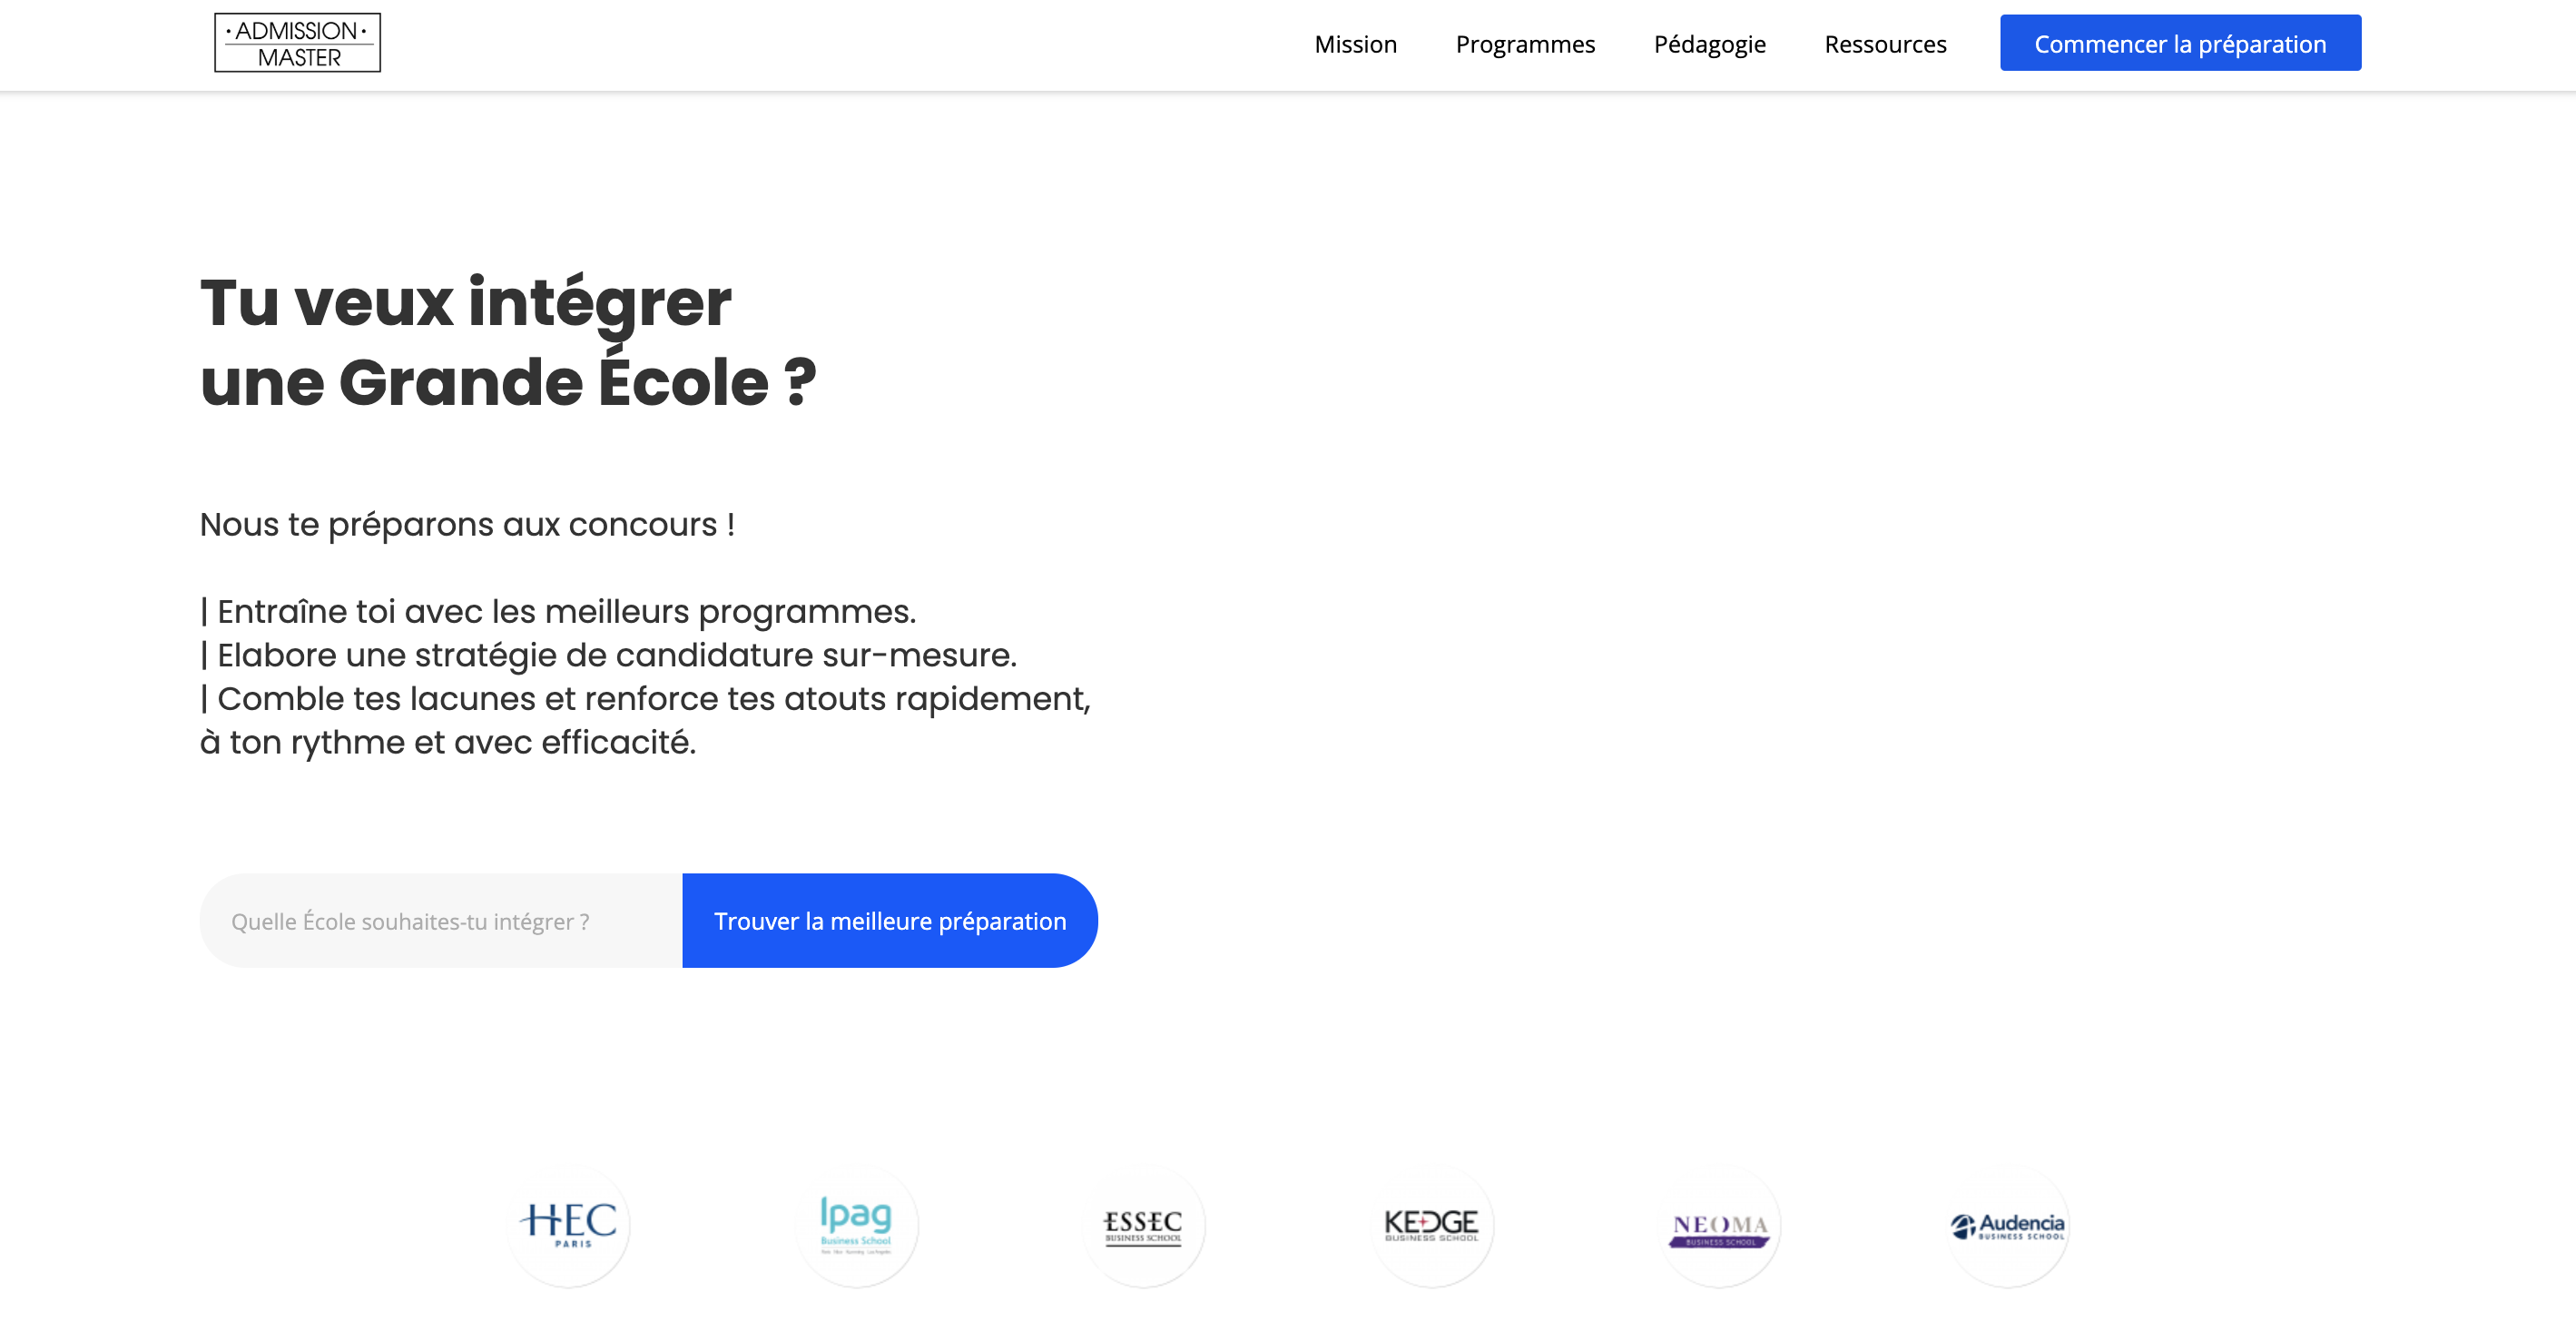 · ADMISSION ·
MASTER
Mission
Programmes
Pédagogie
Ressources
Commencer la préparation
Tu veux intégrer
une Grande École ?
Nous te préparons aux concours !
| Entraîne toi avec les meilleurs programmes.
| Elabore une stratégie de candidature sur-mesure.
| Comble tes lacunes et renforce tes atouts rapidement,
à ton rythme et avec efficacité.
Quelle École souhaites-tu intégrer ?
Trouver la meilleure préparation
HEC
PARIS
Ipag
Business School
ESSEC
BUSINESS SCHOOL
KEDGE
BUSINESS SCHOOL
NEOMA
BUSINESS SCHOOL
Audencia
BUSINESS SCHOOL